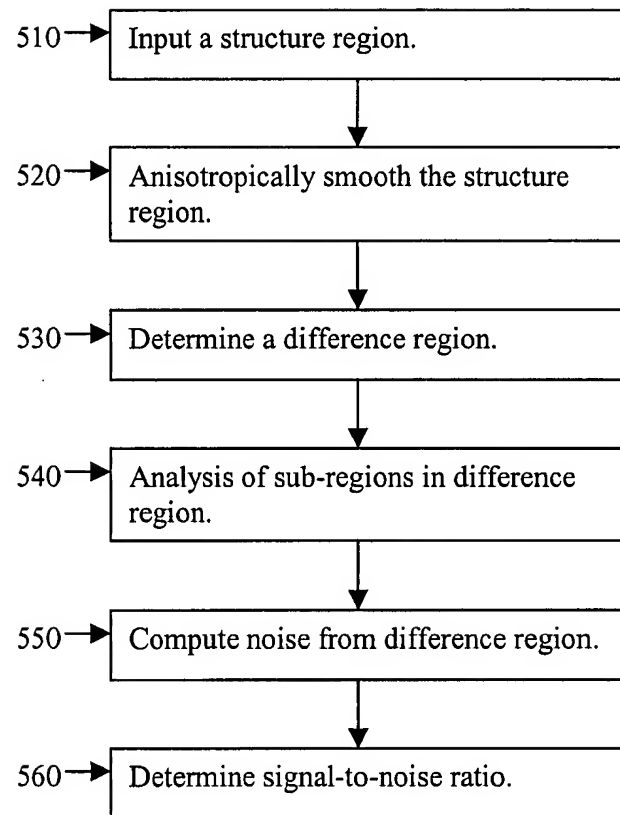 510 Input a structure region.
520 Anisotropically smooth the structure
region.
530 Determine a difference region.
540 Analysis of sub-regions in difference
region.
550 Compute noise from difference region.
560 Determine signal-to-noise ratio.